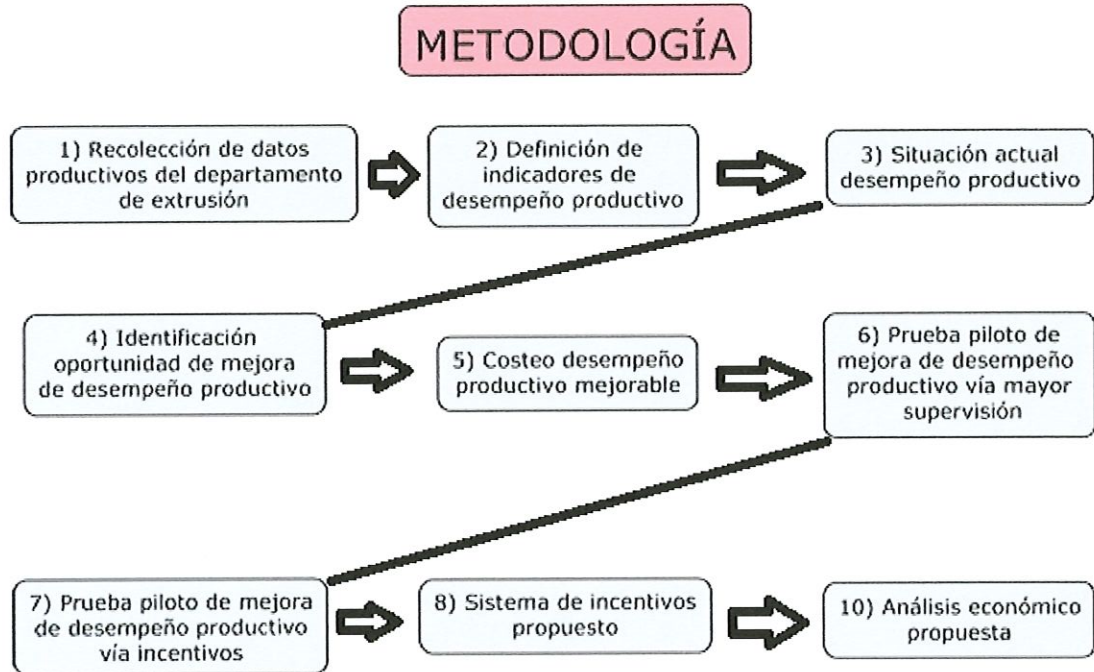 METODOLOGÍA
1) Recolección de datos
productivos del departamento
de extrusión
2) Definición de
indicadores de
desempeño productivo
3) Situación actual
desempeño productivo
4) Identificación
oportunidad de mejora
de desempeño productivo
5) Costeo desempeño
productivo mejorable
6) Prueba piloto de
mejora de desempeño
productivo vía mayor
supervisión
7) Prueba piloto de mejora
de desempeño productivo
vía incentivos
8) Sistema de incentivos
propuesto
10) Análisis económico
propuesta